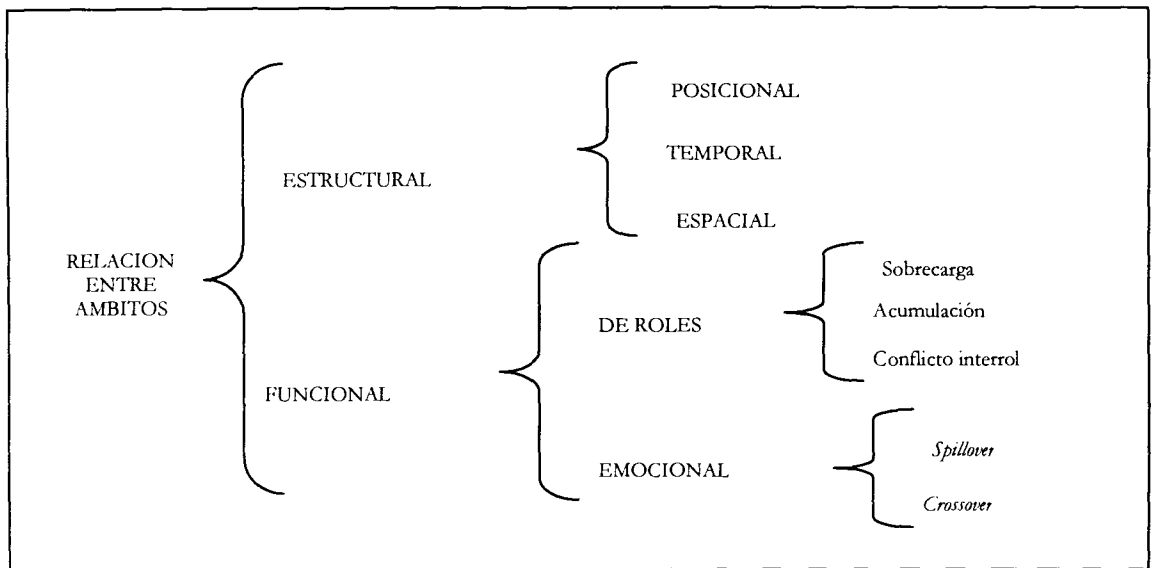 RELACION
ENTRE
AMBITOS
ESTRUCTURAL
POSICIONAL
TEMPORAL
ESPACIAL
FUNCIONAL
DE ROLES
Sobrecarga
Acumulación
Conflicto interrol
EMOCIONAL
Spillover
Crossover